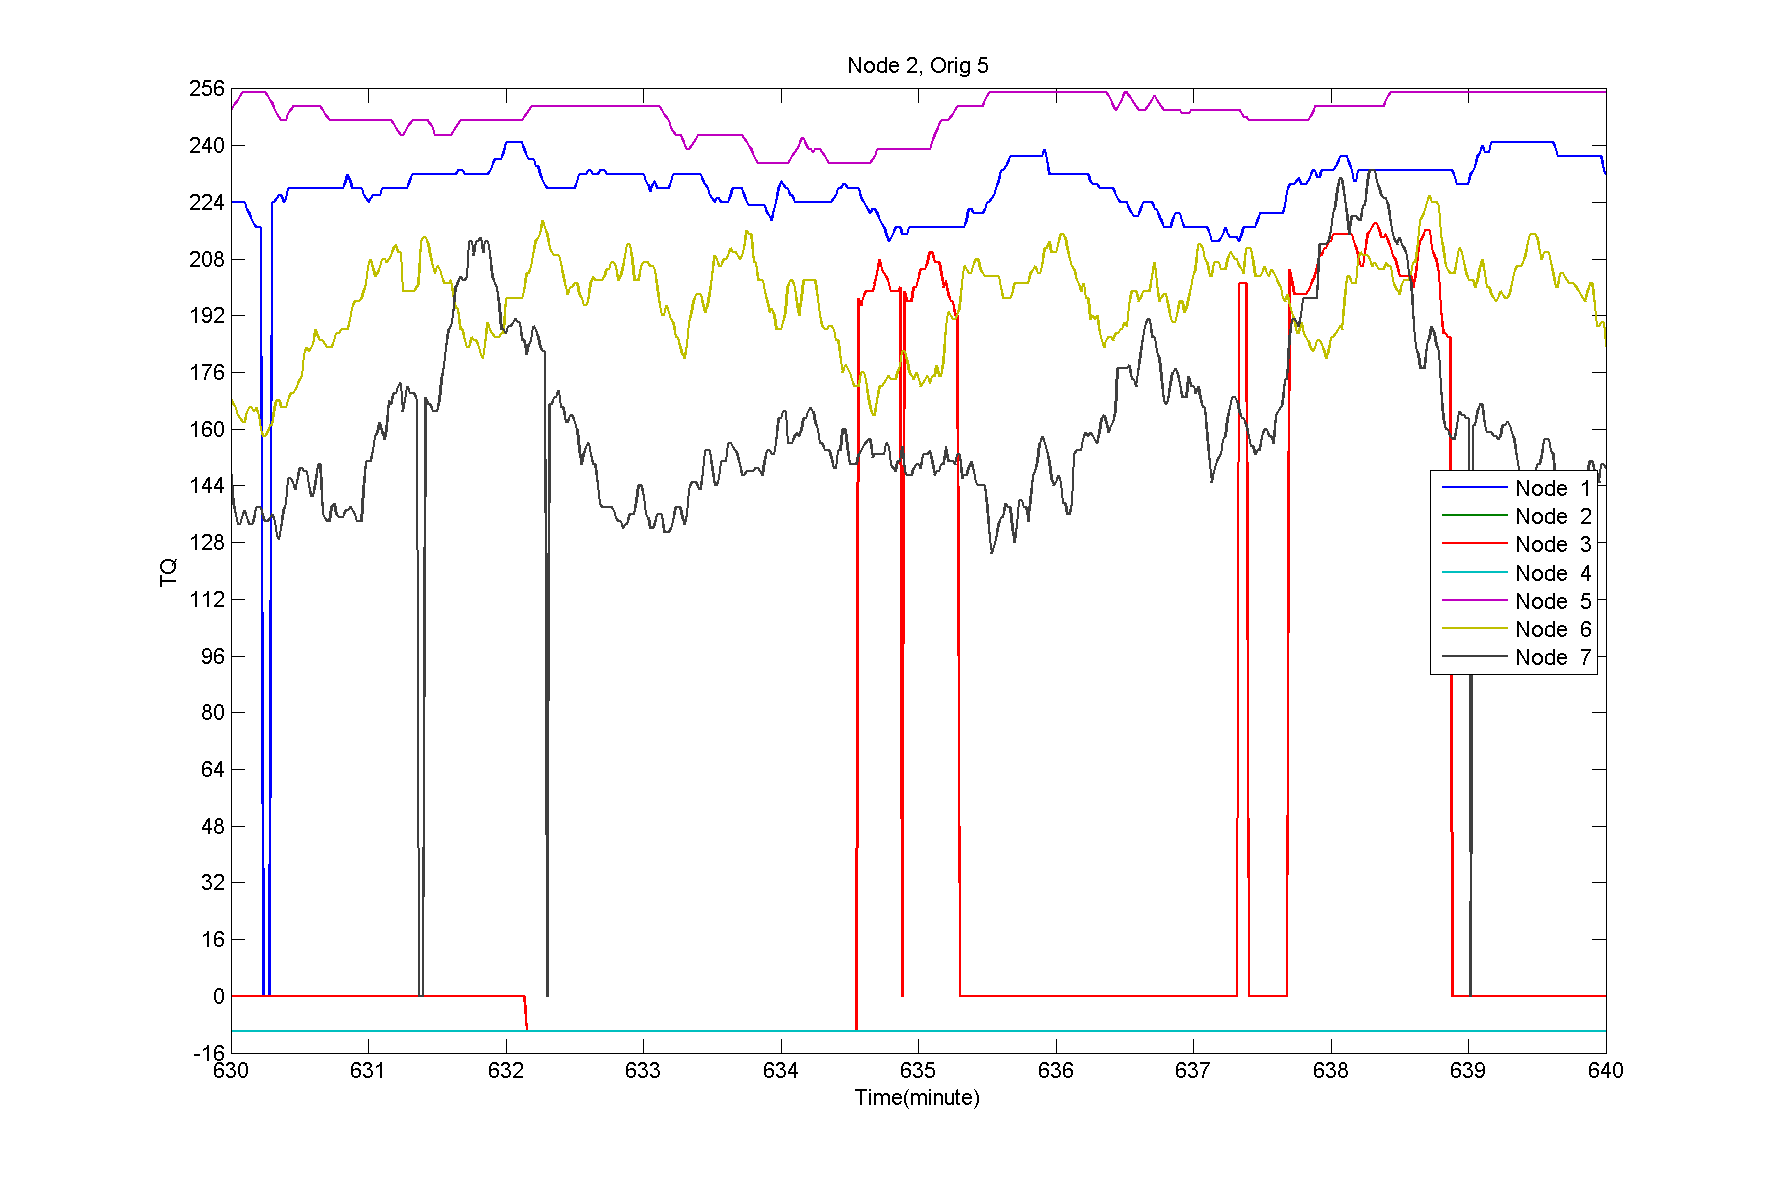 Node 2, Orig 5
256
240
224
208
192
176
160
144
128
112
96
80
64
48
32
16
0
-16
TQ
Node 1
Node 2
Node 3
Node 4
Node 5
Node 6
Node 7
630 631 632 633 634 635 636 637 638 639 640
Time(minute)